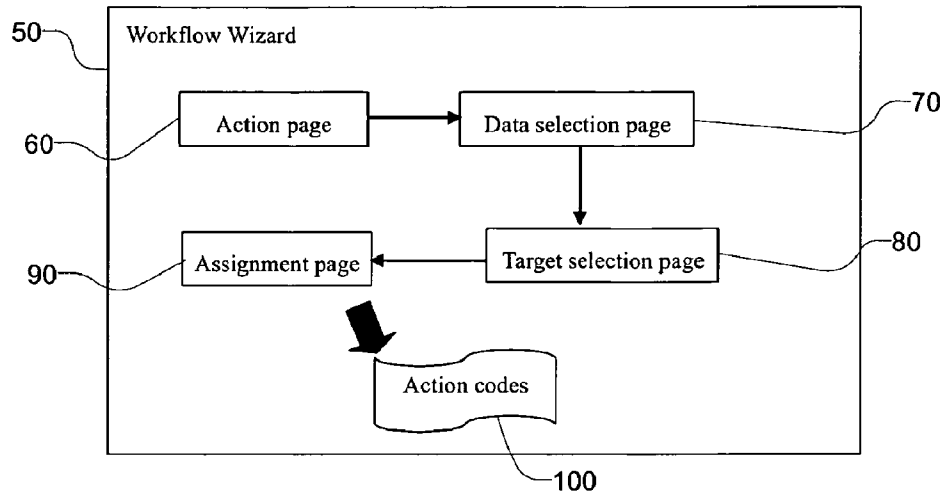 50
Workflow Wizard
Action page
Data selection page
70
60
Assignment page
Target selection page
80
90
Action codes
100